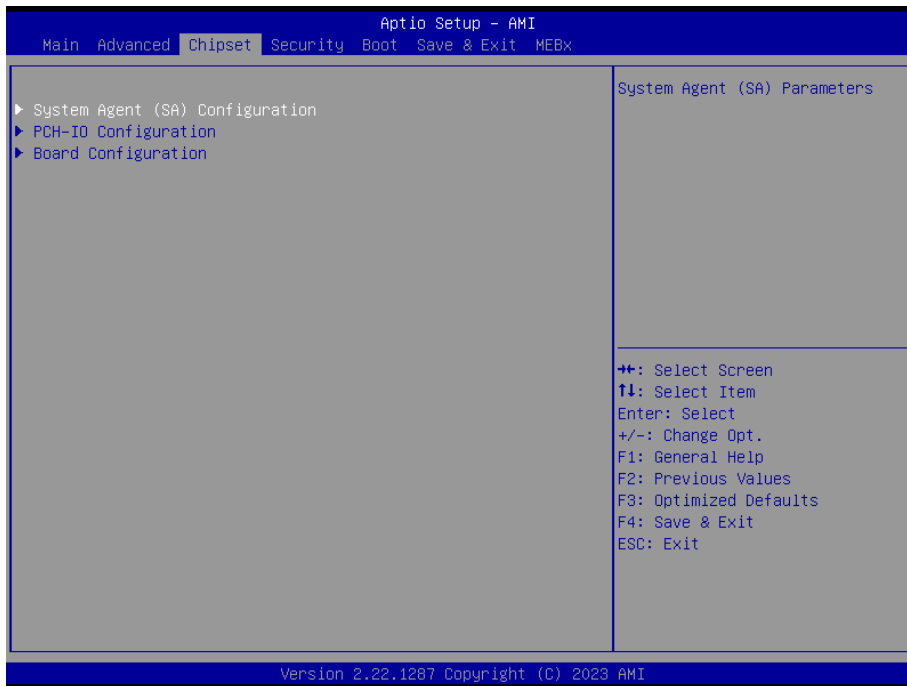 Aptio Setup – AMI
Main Advanced Chipset Security Boot Save & Exit MEBx
System Agent (SA) Configuration
PCH-IO Configuration
Board Configuration
System Agent (SA) Parameters
→←: Select Screen
↑↓: Select Item
Enter: Select
+/-: Change Opt.
F1: General Help
F2: Previous Values
F3: Optimized Defaults
F4: Save & Exit
ESC: Exit
Version 2.22.1287 Copyright (C) 2023 AMI